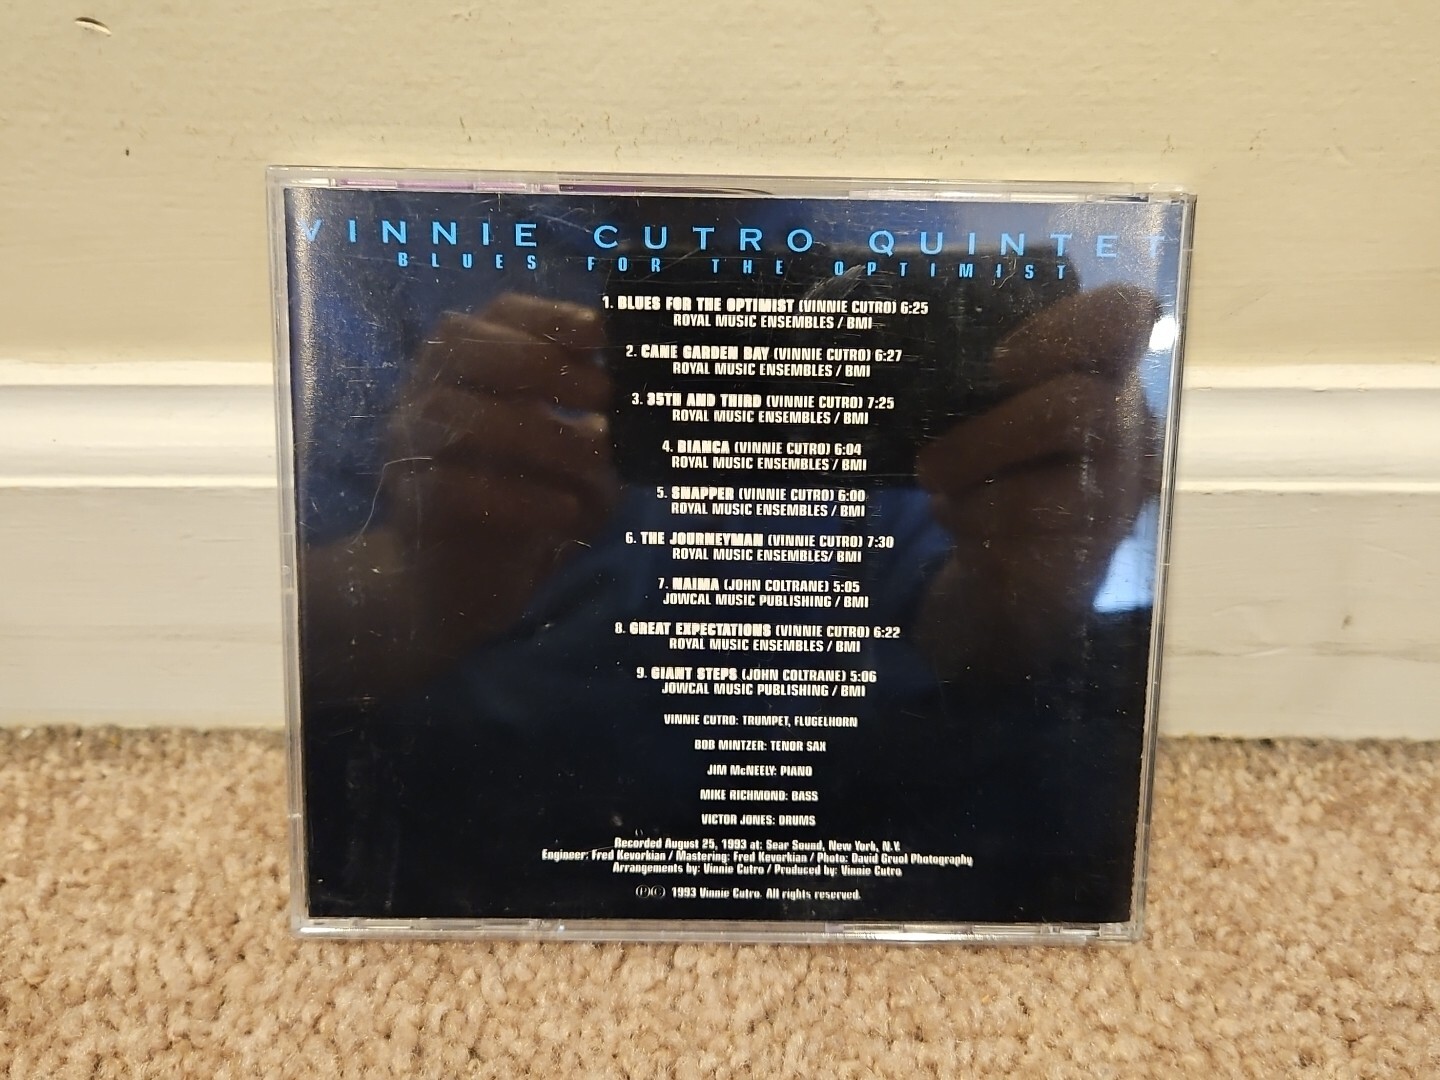 VINNIE CUTRO QUINTET
BLUES FOR THE OPTIMIST
1. BLUES FOR THE OPTIMIST (VINNIE CUTRO) 6:25
ROYAL MUSIC ENSEMBLES / BMI
2. CANE GARDEN BAY (VINNIE CUTRO) 6:27
ROYAL MUSIC ENSEMBLES / BMI
3. 35TH AND THIRD (VINNIE CUTRO) 7:25
ROYAL MUSIC ENSEMBLES / BMI
4. BIANCA (VINNIE CUTRO) 6:04
ROYAL MUSIC ENSEMBLES / BMI
5. SNAPPER (VINNIE CUTRO) 6:00
ROYAL MUSIC ENSEMBLES / BMI
6. THE JOURNEYMAN (VINNIE CUTRO) 7:30
ROYAL MUSIC ENSEMBLES/ BMI
7. NAIMA (JOHN COLTRANE) 5:05
JOWCAL MUSIC PUBLISHING / BMI
8. GREAT EXPECTATIONS (VINNIE CUTRO) 6:22
ROYAL MUSIC ENSEMBLES / BMI
9. GIANT STEPS (JOHN COLTRANE) 5:06
JOWCAL MUSIC PUBLISHING / BMI
VINNIE CUTRO: TRUMPET, FLUGELHORN
BOB MINTZER: TENOR SAX
JIM McNEELY: PIANO
MIKE RICHMOND: BASS
VICTOR JONES: DRUMS
Recorded August 25, 1993 at: Sear Sound, New York, N.Y.
Engineer: Fred Kevorkian / Mastering: Fred Kevorkian / Photo: David Gruol Photography
Arrangements by: Vinnie Cutro / Produced by: Vinnie Cutro
℗© 1993 Vinnie Cutro. All rights reserved.